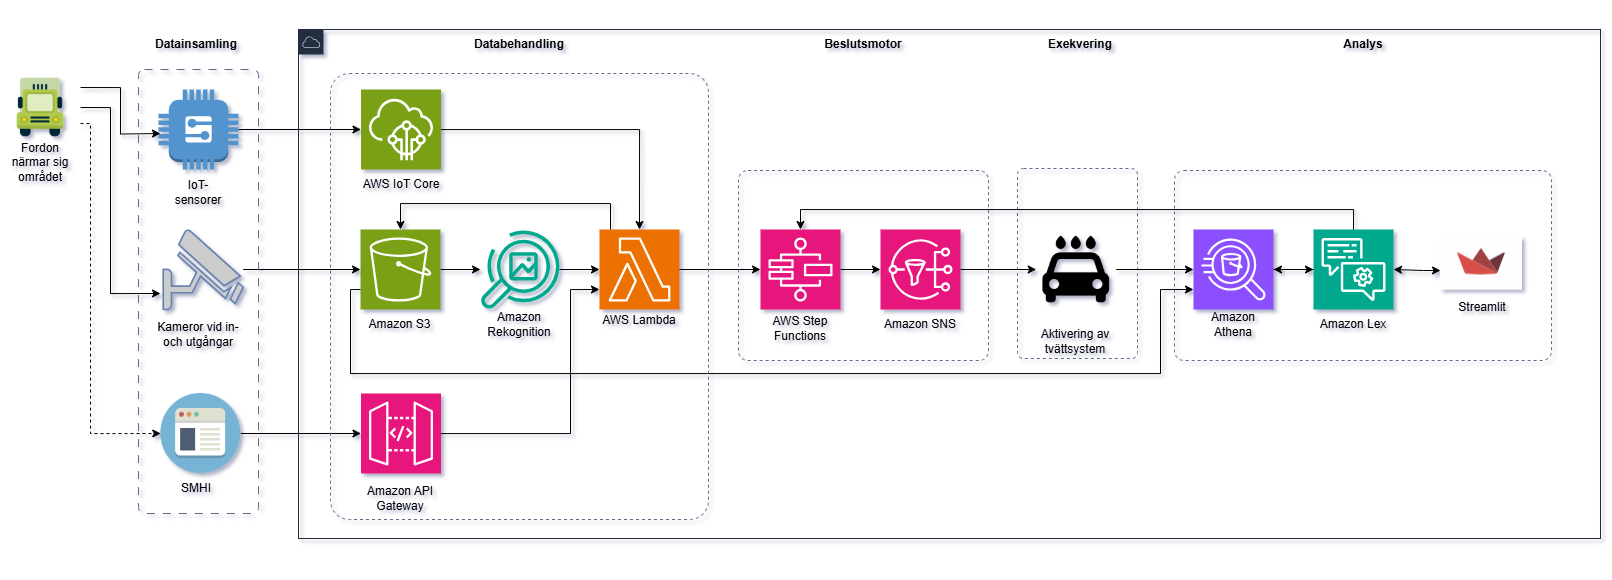 Datainsamling
Databehandling
Beslutsmotor
Exekvering
Analys
Fordon
närmar sig
området
IoT-
sensorer
AWS IoT Core
Kameror vid in-
och utgångar
Amazon S3
Amazon
Rekognition
AWS Lambda
AWS Step
Functions
Amazon SNS
Aktivering av
tvättsystem
Amazon
Athena
Amazon Lex
Streamlit
SMHI
</>
Amazon API
Gateway